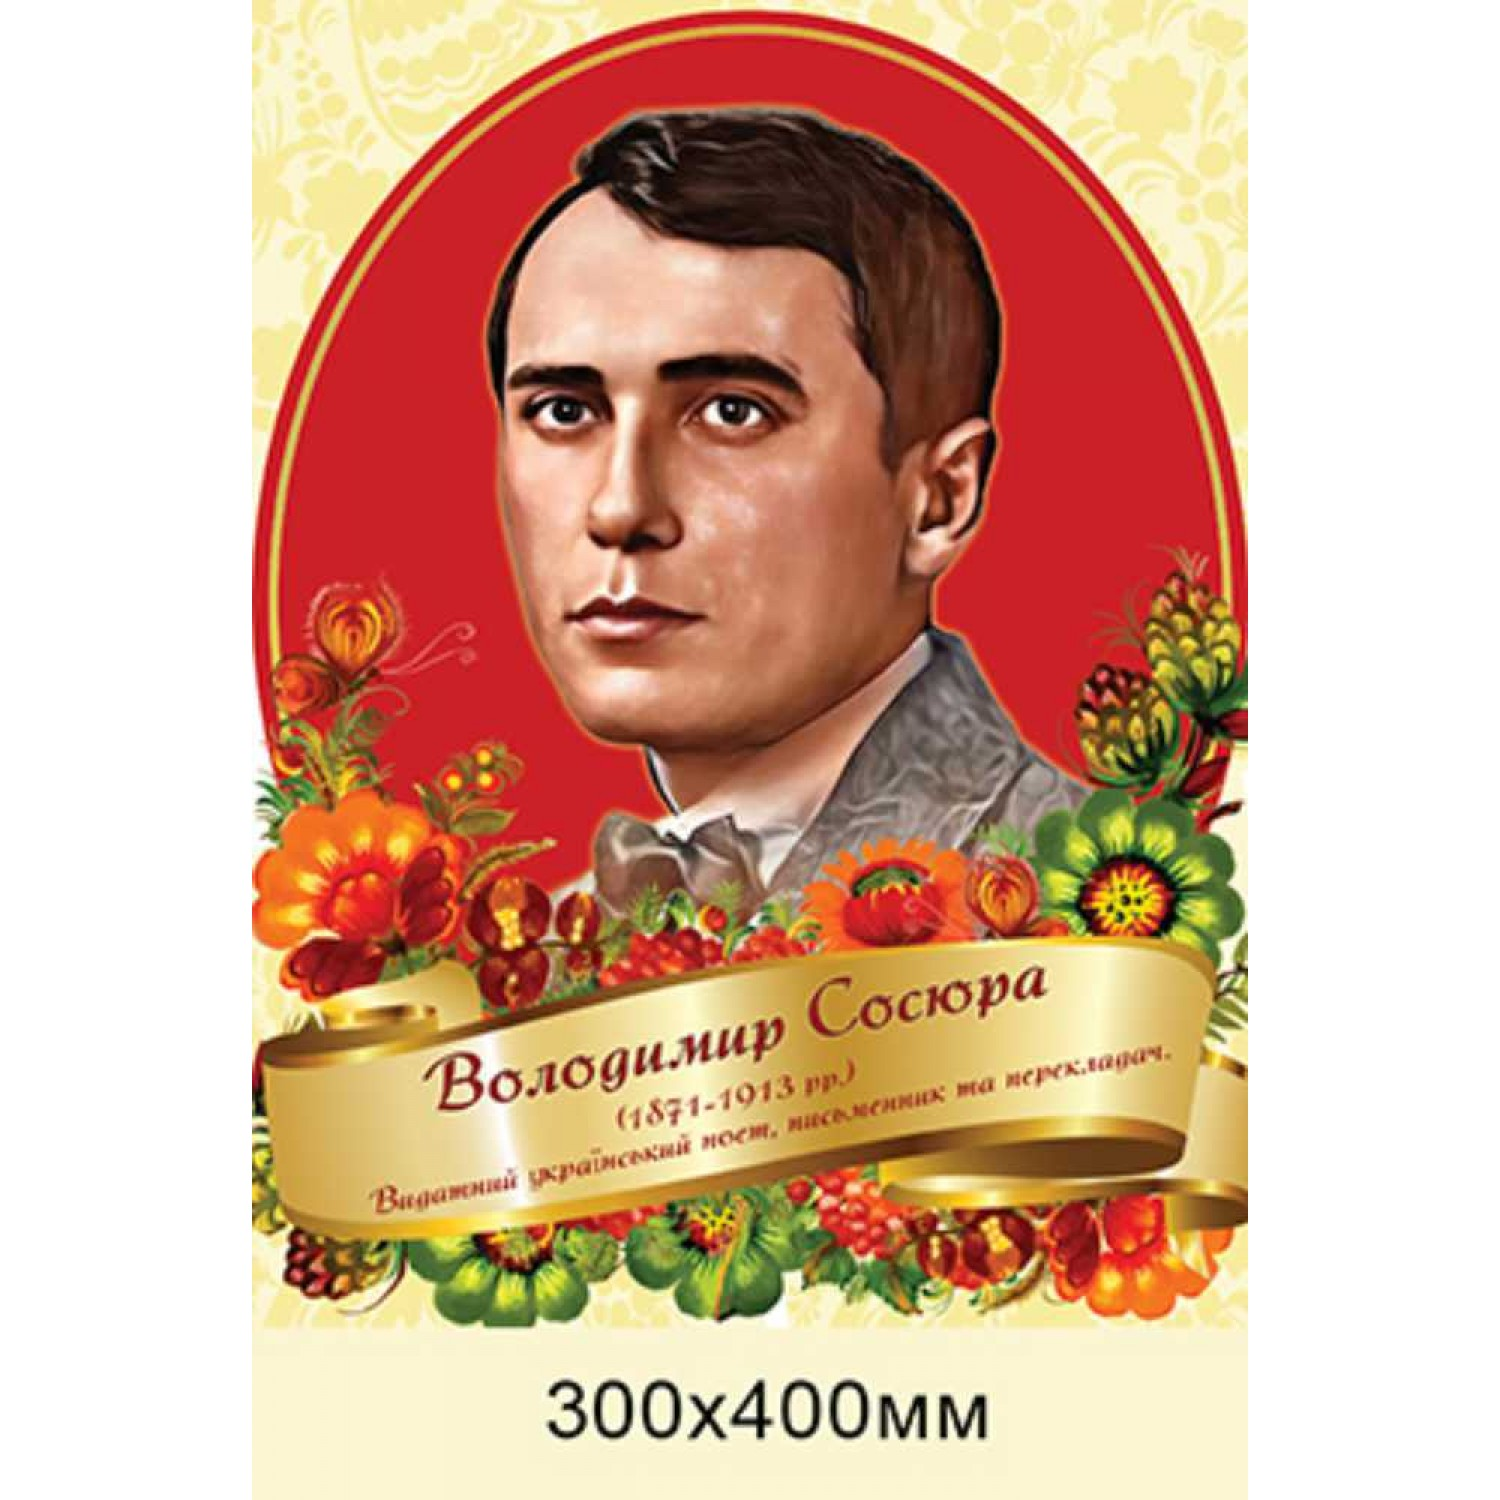 Володимир Сосюра
(1871-1913 рр.)
Видатний український поет, письменник та перекладач.
300х400мм